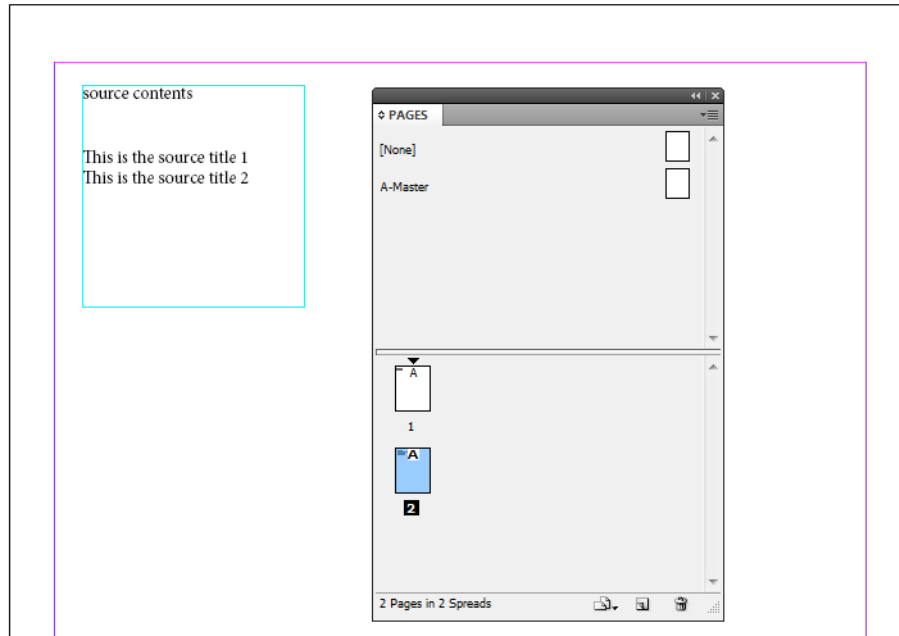 source contents
This is the source title 1
This is the source title 2
PAGES
[None]
A-Master
A
1
A
2
2 Pages in 2 Spreads